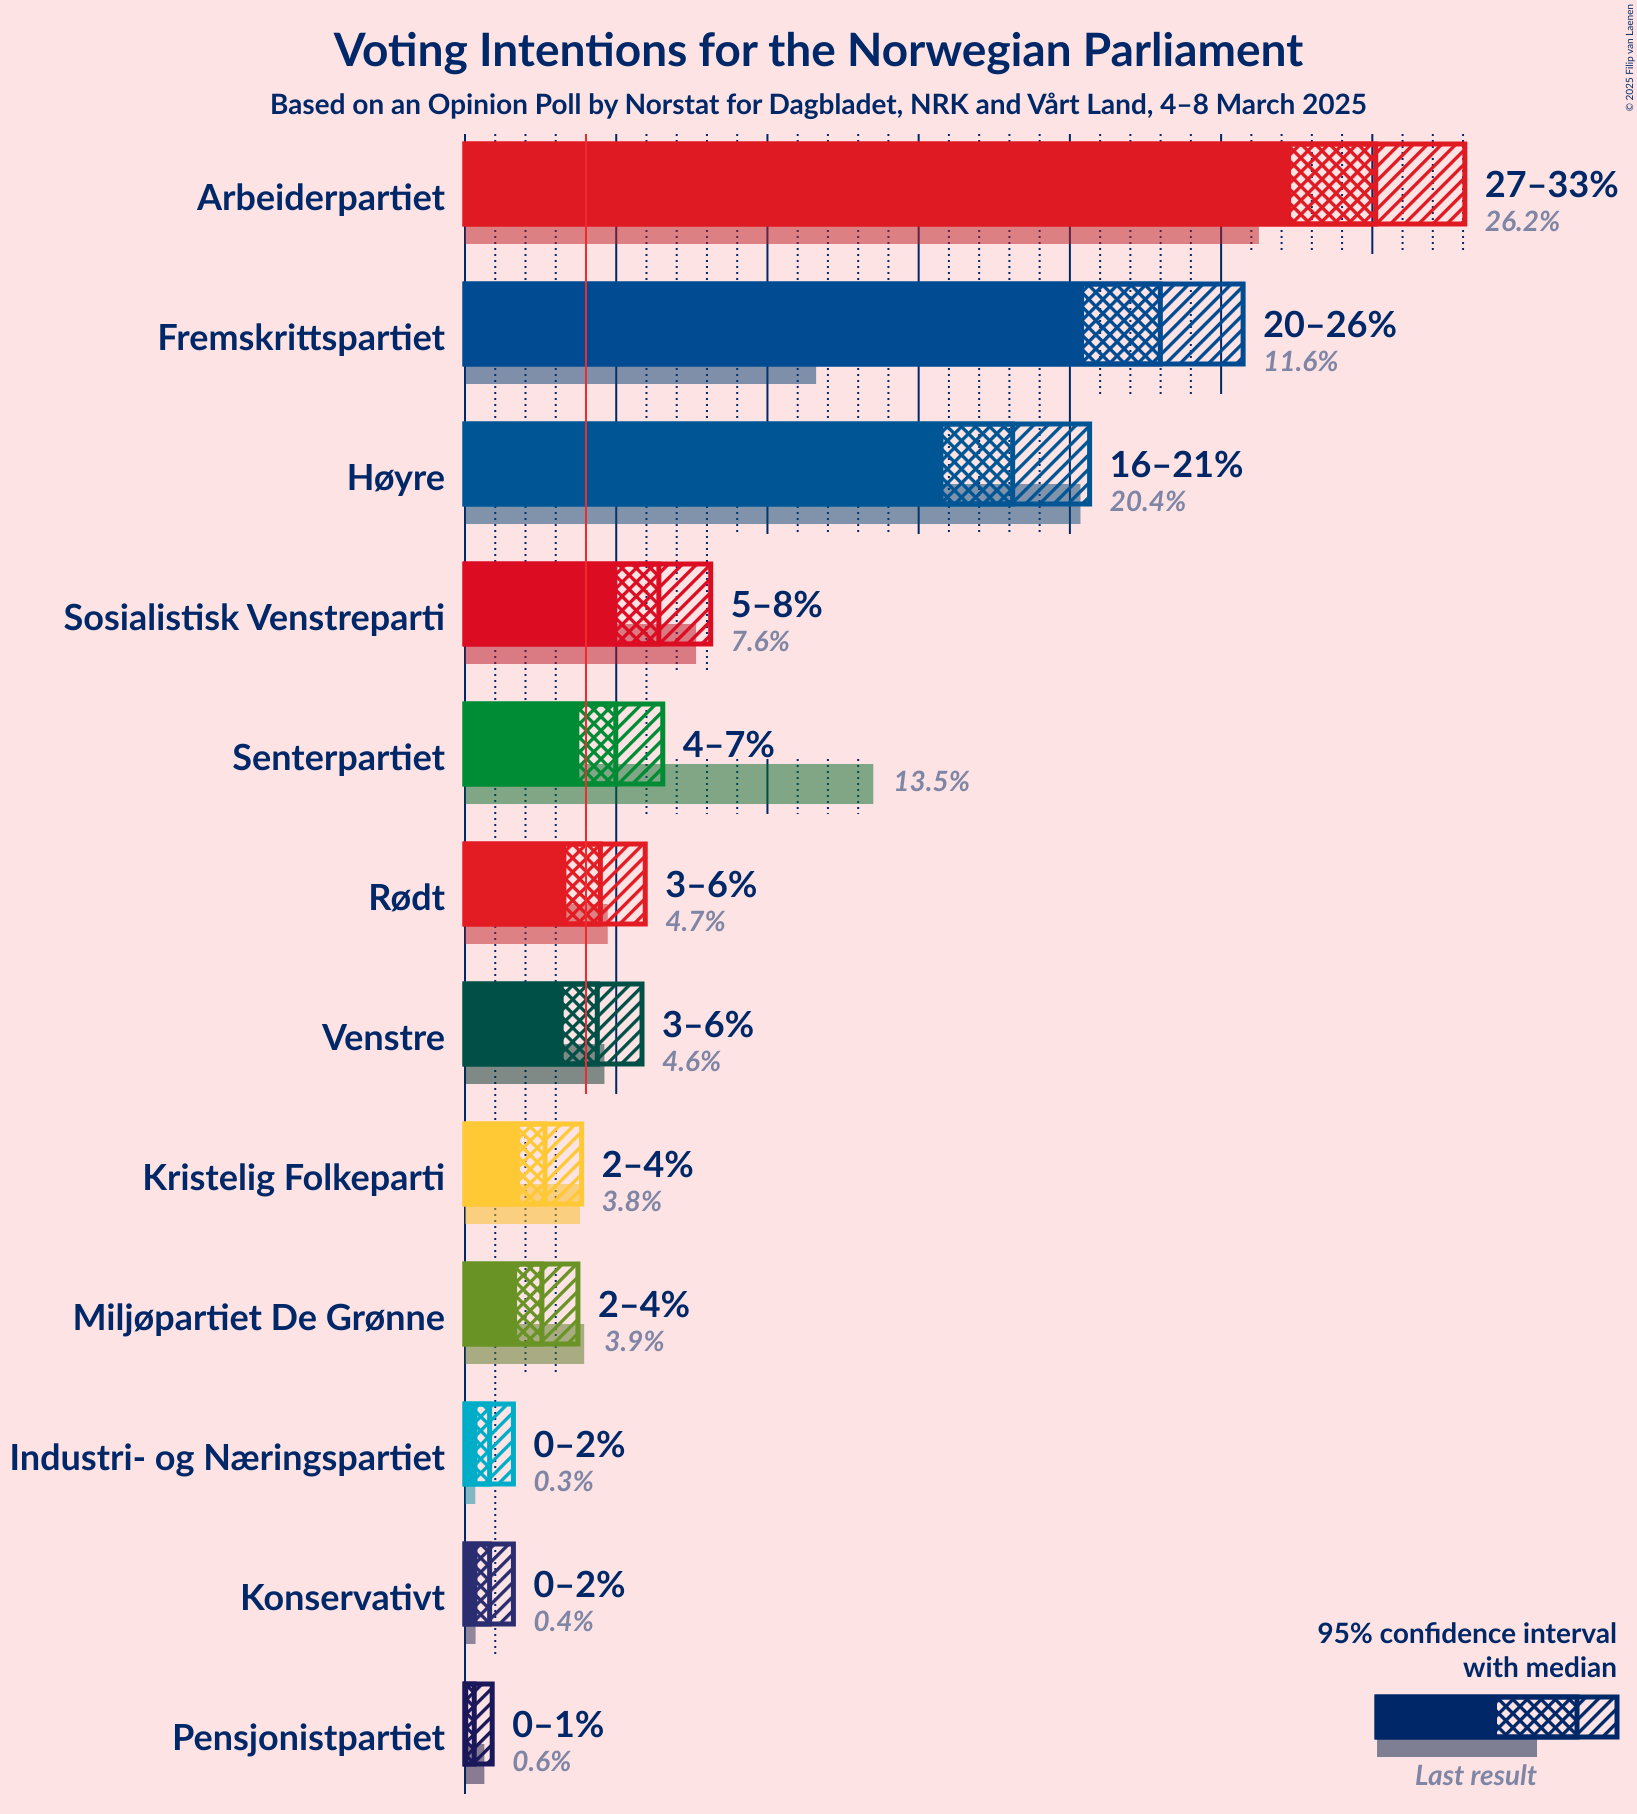 Voting Intentions for the Norwegian Parliament
Based on an Opinion Poll by Norstat for Dagbladet, NRK and Vårt Land, 4–8 March 2025
© 2025 Filip van Laenen
Arbeiderpartiet
27–33%
26.2%
Fremskrittspartiet
20–26%
11.6%
Høyre
16–21%
20.4%
Sosialistisk Venstreparti
5–8%
7.6%
Senterpartiet
4–7%
13.5%
Rødt
3–6%
4.7%
Venstre
3–6%
4.6%
Kristelig Folkeparti
2–4%
3.8%
Miljøpartiet De Grønne
2–4%
3.9%
Industri- og Næringspartiet
0–2%
0.3%
Konservativt
0–2%
0.4%
Pensjonistpartiet
0–1%
0.6%
95% confidence interval
with median
Last result